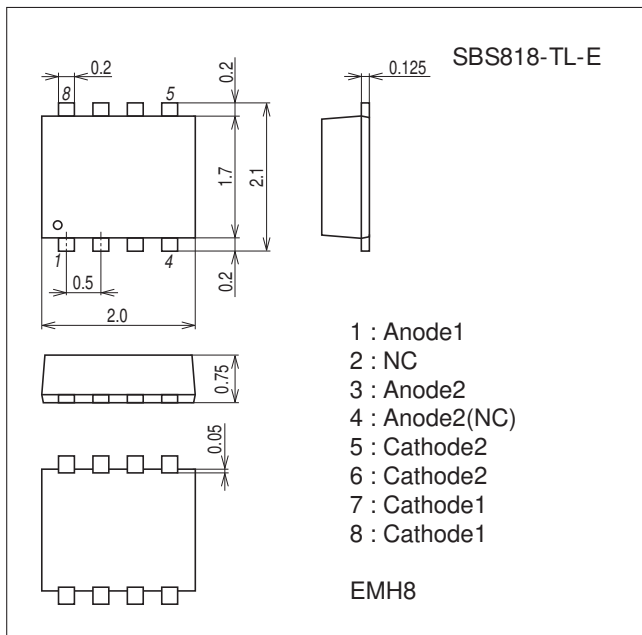 SBS818-TL-E
0.2
0.2
0.125
8
5
1.7
2.1
1
4
0.5
0.2
2.0
0.75
0.05
1 : Anode1
2 : NC
3 : Anode2
4 : Anode2(NC)
5 : Cathode2
6 : Cathode2
7 : Cathode1
8 : Cathode1
EMH8